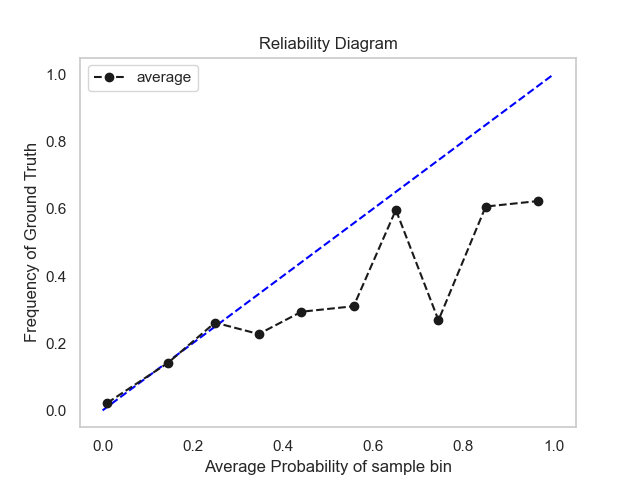 Reliability Diagram
average
1.0
0.8
0.6
0.4
0.2
0.0
Frequency of Ground Truth
0.0 0.2 0.4 0.6 0.8 1.0
Average Probability of sample bin